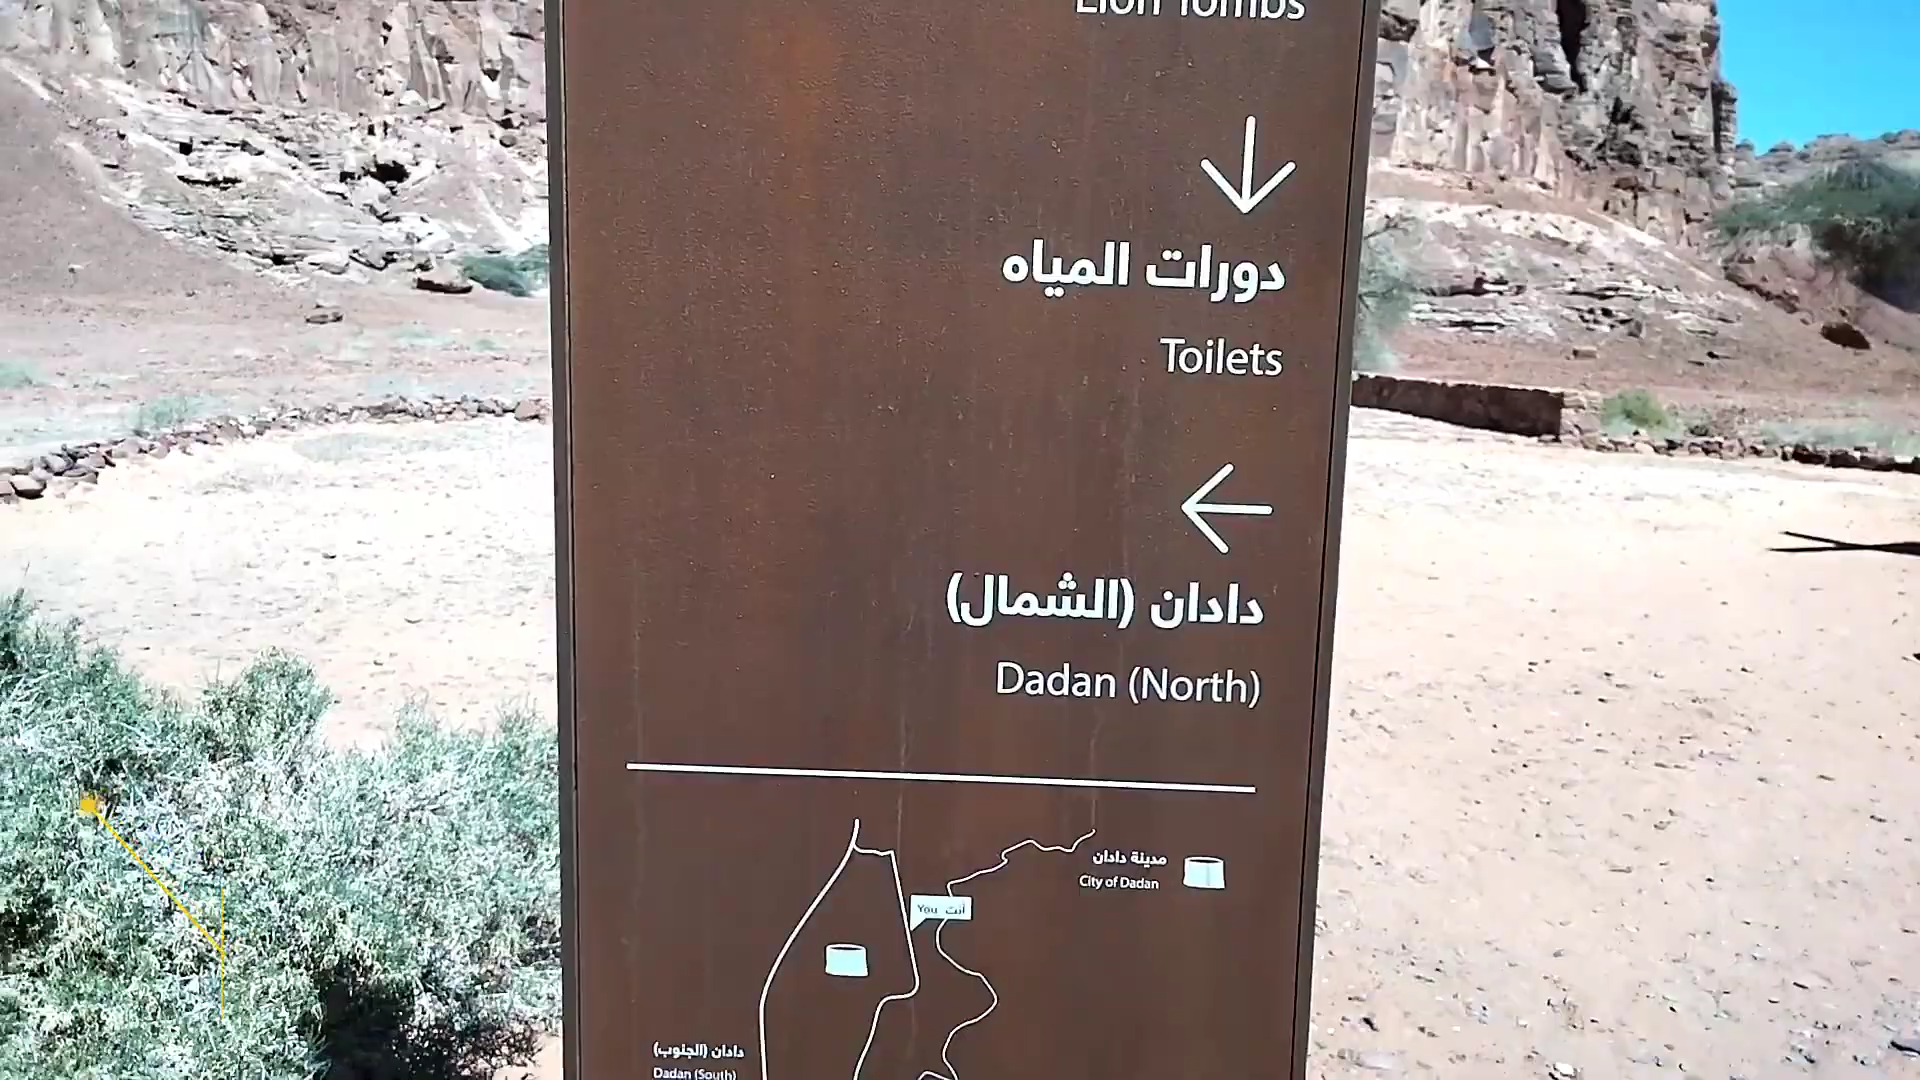 Lion Tombs
دورات المياه
Toilets
دادان (الشمال)
Dadan (North)
مدينة دادان
City of Dadan
You أنت
دادان (الجنوب)
Dadan (South)